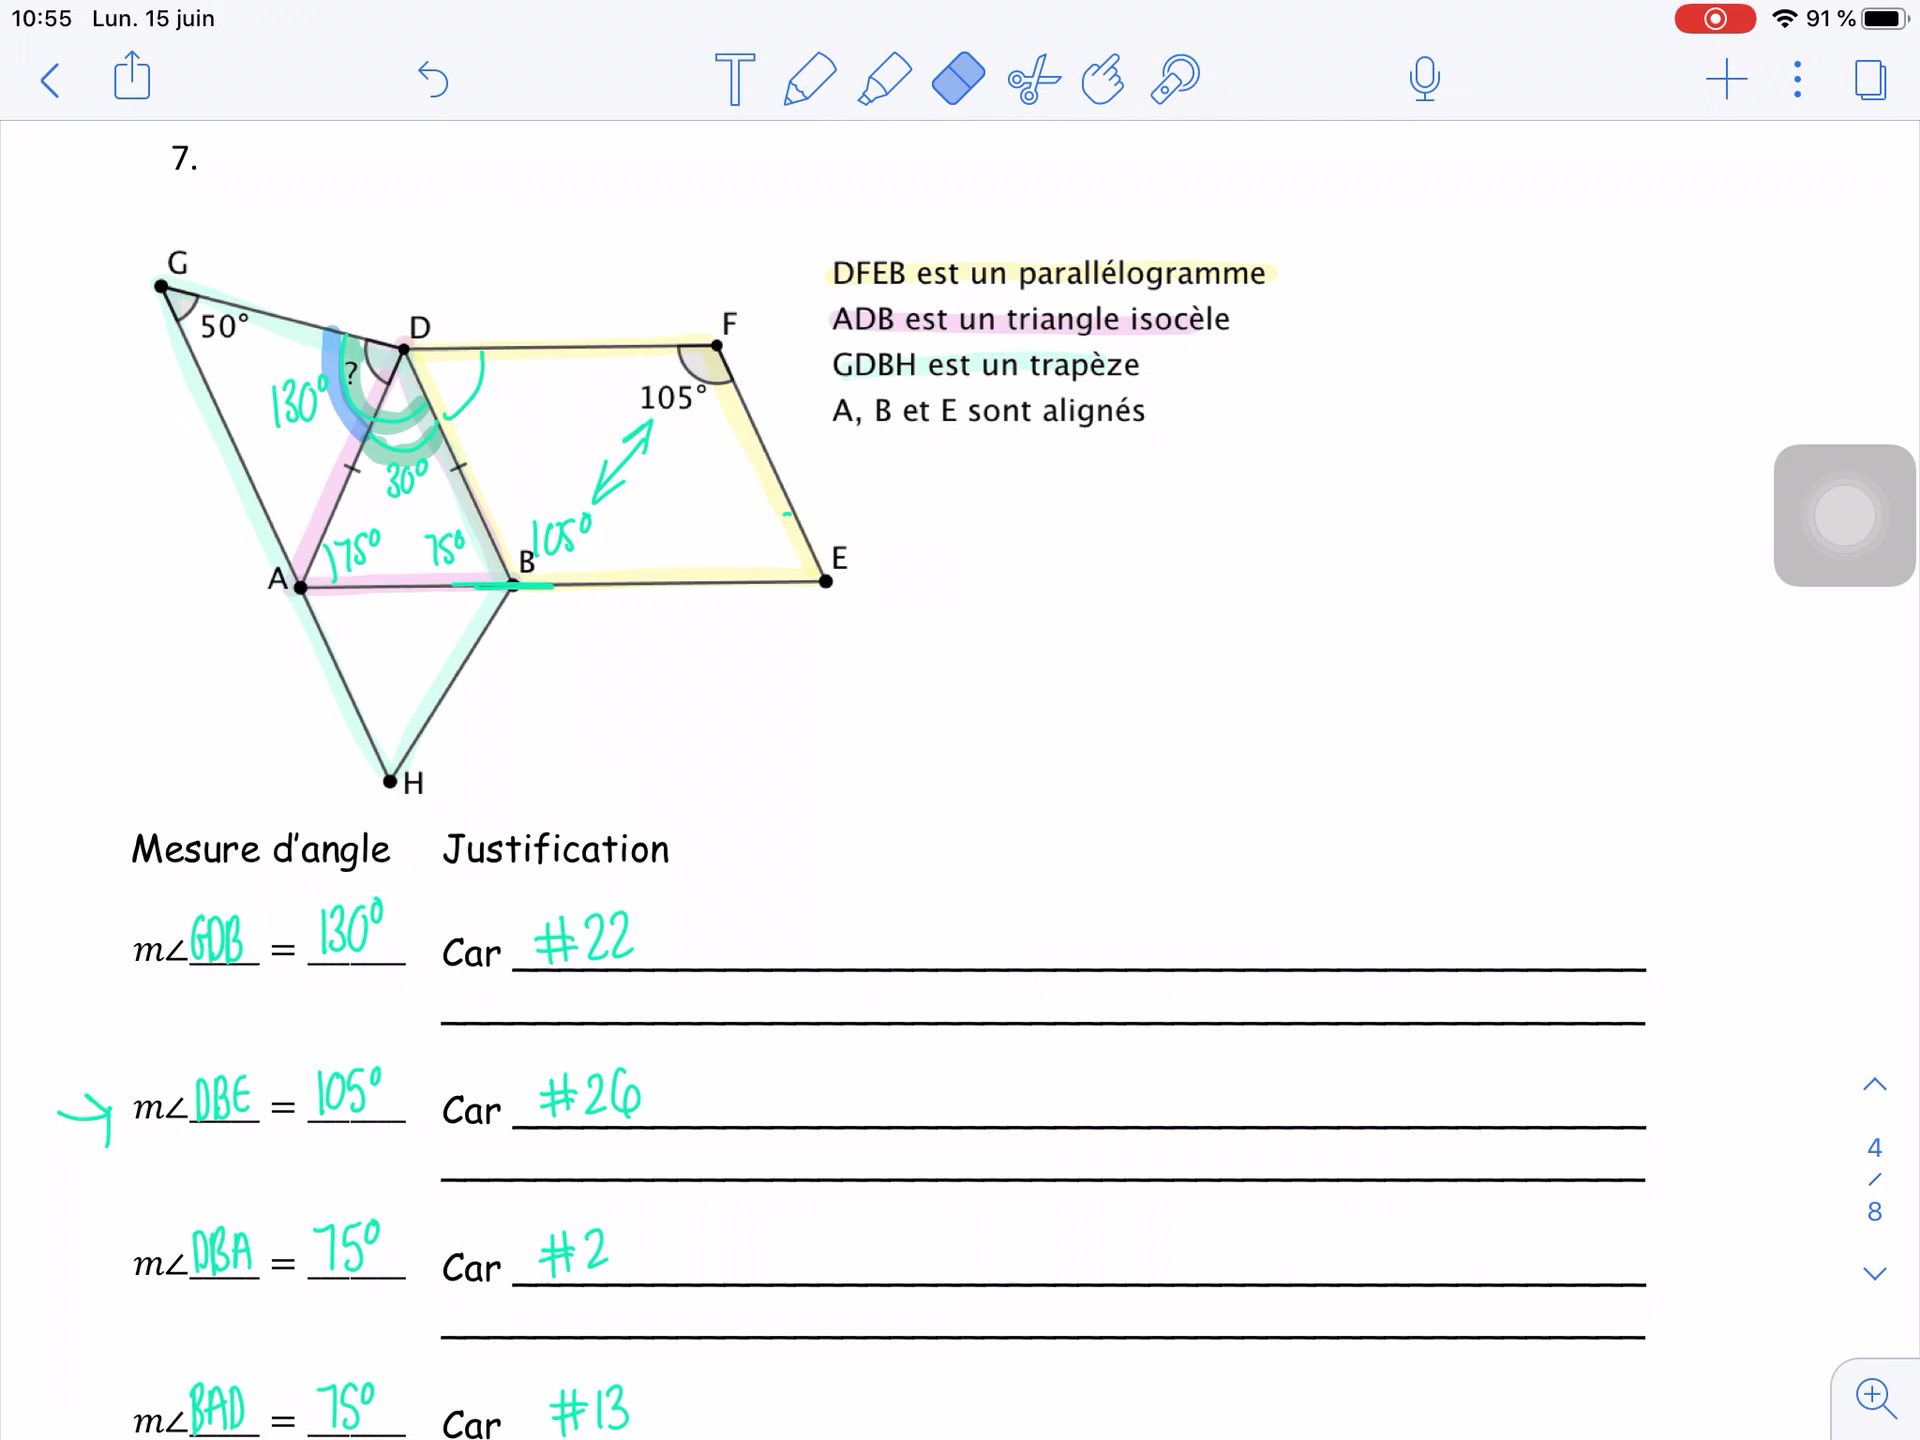 10:55 Lun. 15 juin 91 %
T
7.
G
50°
D
F
?
130°
105°
30°
75° 75°
105°
A
B
E
H
DFEB est un parallélogramme
ADB est un triangle isocèle
GDBH est un trapèze
A, B et E sont alignés
Mesure d'angle Justification
m∠GDB = 130° Car #22
m∠DBE = 105° Car #26
m∠DBA = 75° Car #2
m∠BAD = 75° Car #13
4
/
8